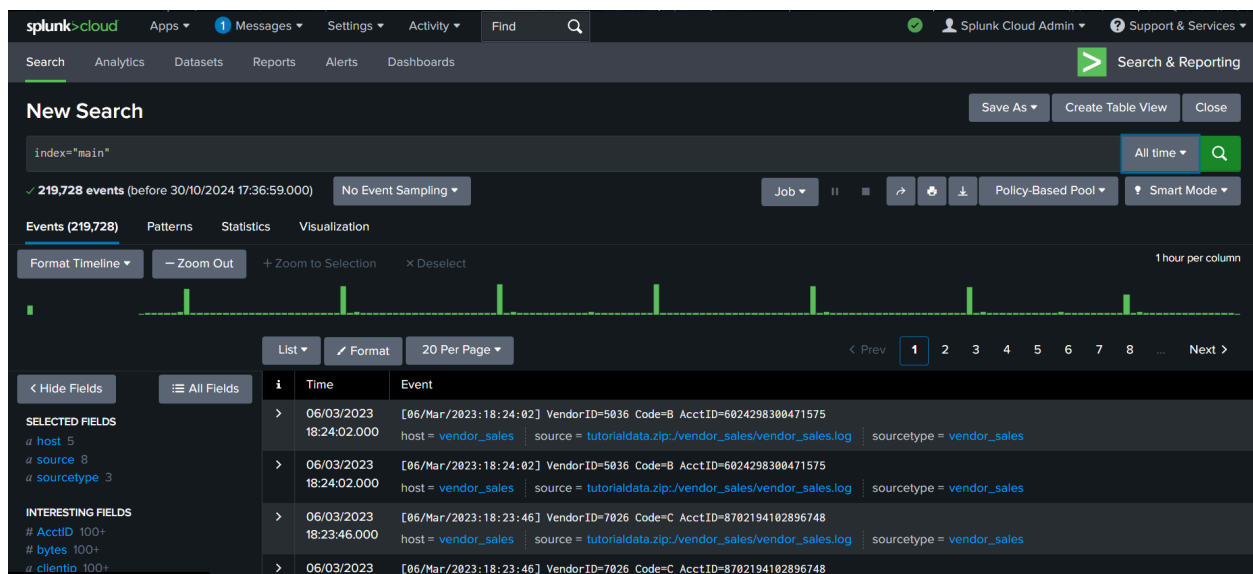 splunk>cloud Apps ▾ 1 Messages ▾ Settings ▾ Activity ▾ Find Splunk Cloud Admin ▾ ? Support & Services ▾
Search Analytics Datasets Reports Alerts Dashboards > Search & Reporting
New Search Save As ▾ Create Table View Close
index="main" All time ▾
✓ 219,728 events (before 30/10/2024 17:36:59.000) No Event Sampling ▾ Job ▾ Policy-Based Pool ▾ Smart Mode ▾
Events (219,728) Patterns Statistics Visualization
Format Timeline ▾ — Zoom Out + Zoom to Selection × Deselect 1 hour per column
List ▾ Format 20 Per Page ▾ < Prev 1 2 3 4 5 6 7 8 ... Next >
< Hide Fields All Fields i Time Event
SELECTED FIELDS
a host 5
a source 8
a sourcetype 3
INTERESTING FIELDS
# AcctID 100+
# bytes 100+
a clientip 100+
> 06/03/2023 [06/Mar/2023:18:24:02] VendorID=5036 Code=B AcctID=6024298300471575
18:24:02.000 host = vendor_sales source = tutorialdata.zip:./vendor_sales/vendor_sales.log sourcetype = vendor_sales
> 06/03/2023 [06/Mar/2023:18:24:02] VendorID=5036 Code=B AcctID=6024298300471575
18:24:02.000 host = vendor_sales source = tutorialdata.zip:./vendor_sales/vendor_sales.log sourcetype = vendor_sales
> 06/03/2023 [06/Mar/2023:18:23:46] VendorID=7026 Code=C AcctID=8702194102896748
18:23:46.000 host = vendor_sales source = tutorialdata.zip:./vendor_sales/vendor_sales.log sourcetype = vendor_sales
> 06/03/2023 [06/Mar/2023:18:23:46] VendorID=7026 Code=C AcctID=8702194102896748